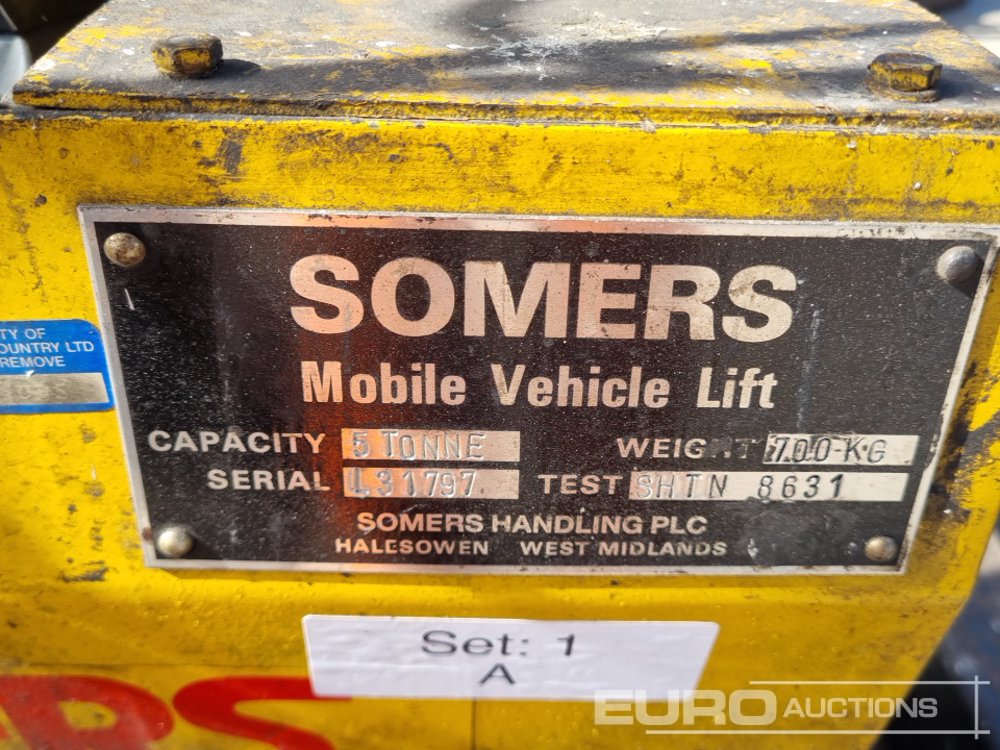 SOMERS
Mobile Vehicle Lift
CAPACITY 5 TONNE WEIGHT 700-KG
SERIAL L31797 TEST SHTN 8631
SOMERS HANDLING PLC
HALESOWEN WEST MIDLANDS
TY OF
OUNTRY LTD
REMOVE
Set: 1
A
RS
EURO AUCTIONS